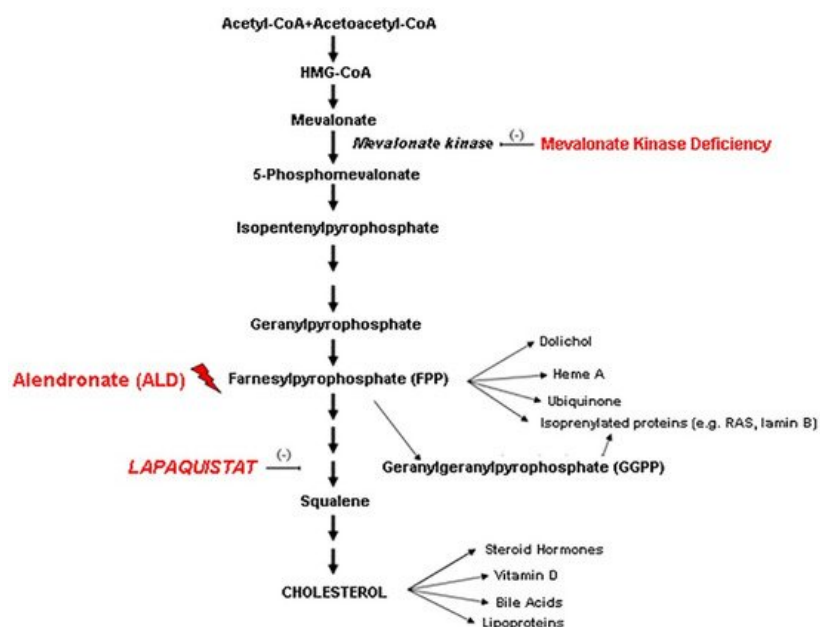 Acetyl-CoA+Acetoacetyl-CoA
HMG-CoA
Mevalonate
Mevalonate kinase (-) Mevalonate Kinase Deficiency
5-Phosphomevalonate
Isopentenylpyrophosphate
Geranylpyrophosphate
Dolichol
Alendronate (ALD) Farnesylpyrophosphate (FPP) Heme A
Ubiquinone
Isoprenylated proteins (e.g. RAS, lamin B)
LAPAQUISTAT (-) Geranylgeranylpyrophosphate (GGPP)
Squalene
Steroid Hormones
Vitamin D
CHOLESTEROL
Bile Acids
Lipoproteins